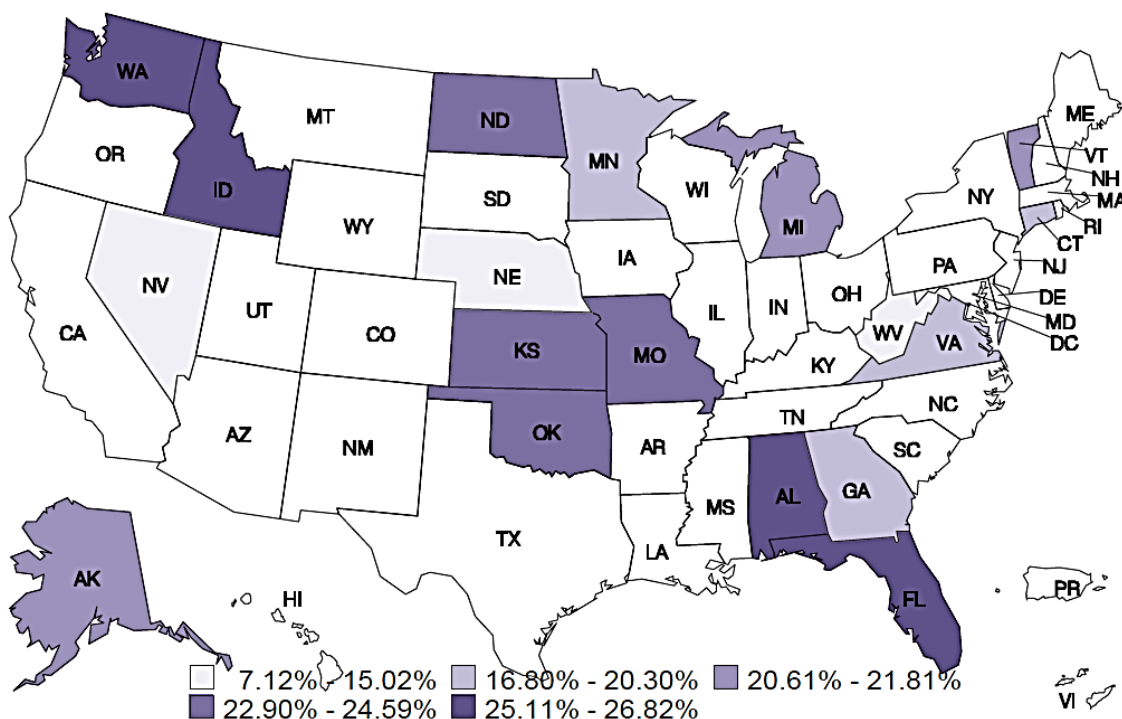 WA
MT
ND
ME
OR
MN
VT
ID
SD
WI
NH
NY
MA
WY
MI
RI
CT
IA
PA
NJ
NE
NV
OH
DE
UT
IL
IN
MD
CO
WV
DC
CA
KS
MO
VA
KY
NC
TN
AZ
OK
NM
AR
SC
AL
GA
MS
TX
LA
AK
HI
FL
PR
VI
7.12% - 15.02% 16.80% - 20.30% 20.61% - 21.81%
22.90% - 24.59% 25.11% - 26.82%